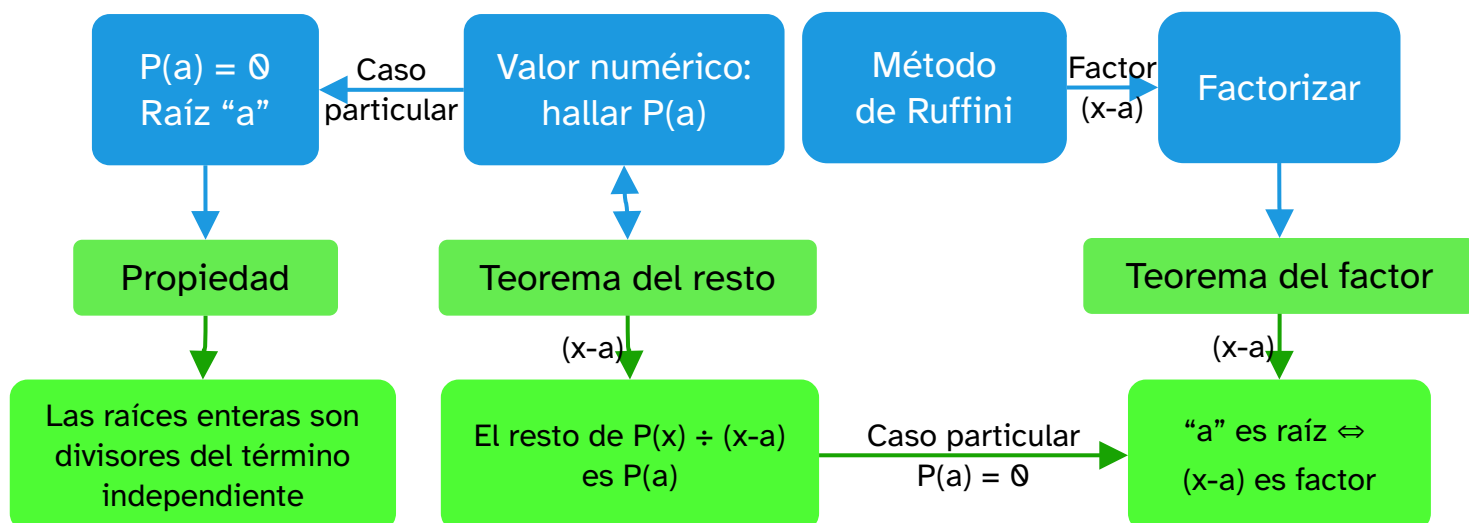 P(a) = 0
Raíz “a”
Caso
particular
Valor numérico:
hallar P(a)
Método
de Ruffini
Factor
(x-a)
Factorizar
Propiedad
Teorema del resto
Teorema del factor
(x-a)
(x-a)
Las raíces enteras son
divisores del término
independiente
El resto de P(x) ÷ (x-a)
es P(a)
Caso particular
P(a) = 0
“a” es raíz ⇔
(x-a) es factor